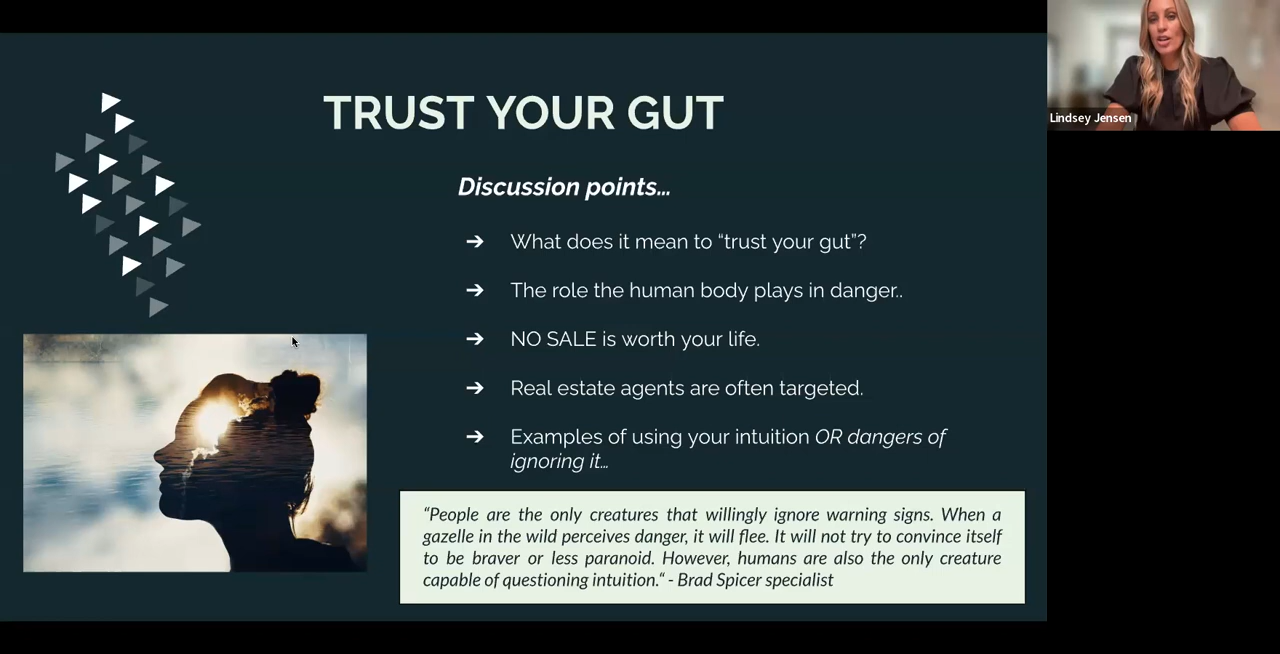 TRUST YOUR GUT
Discussion points...
➔ What does it mean to “trust your gut”?
➔ The role the human body plays in danger..
➔ NO SALE is worth your life.
➔ Real estate agents are often targeted.
➔ Examples of using your intuition OR dangers of
ignoring it...
“People are the only creatures that willingly ignore warning signs. When a
gazelle in the wild perceives danger, it will flee. It will not try to convince itself
to be braver or less paranoid. However, humans are also the only creature
capable of questioning intuition.“ - Brad Spicer specialist
Lindsey Jensen